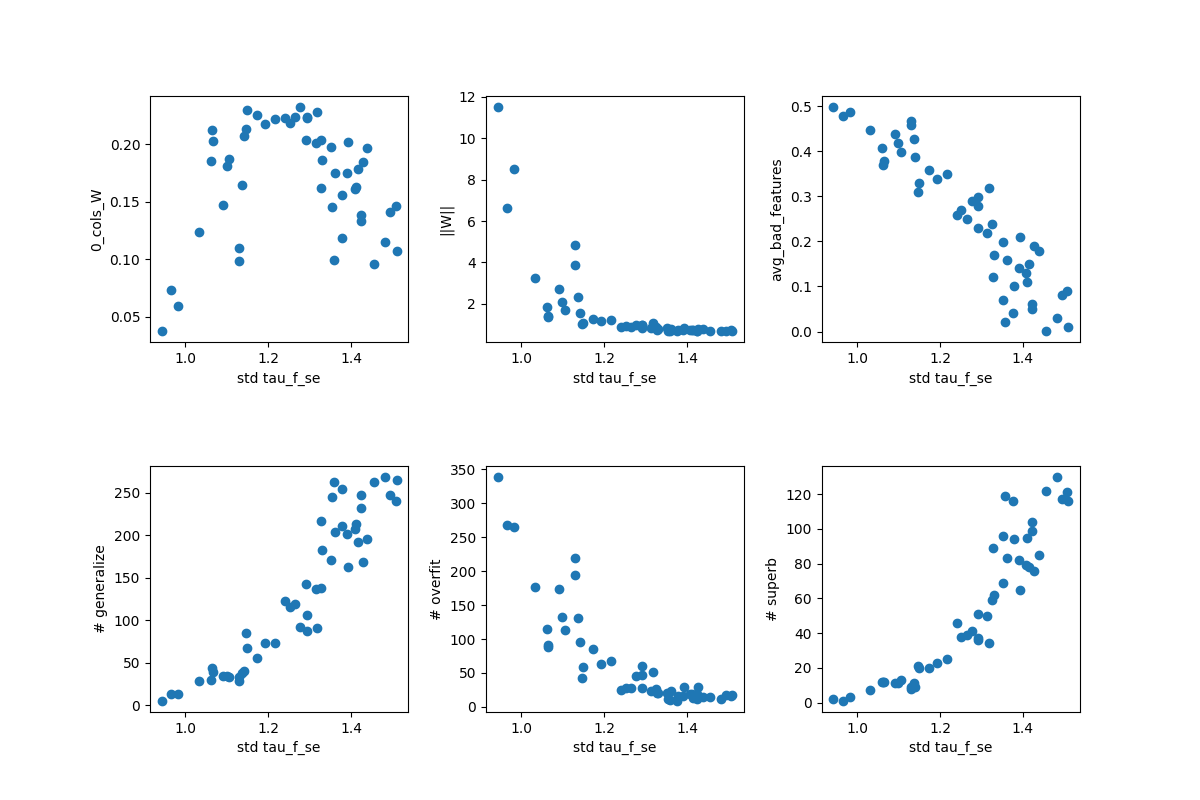 0_cols_W
0.20
0.15
0.10
0.05
1.0 1.2 1.4
std tau_f_se
||W||
12
10
8
6
4
2
1.0 1.2 1.4
std tau_f_se
avg_bad_features
0.5
0.4
0.3
0.2
0.1
0.0
1.0 1.2 1.4
std tau_f_se
# generalize
250
200
150
100
50
0
1.0 1.2 1.4
std tau_f_se
# overfit
350
300
250
200
150
100
50
0
1.0 1.2 1.4
std tau_f_se
# superb
120
100
80
60
40
20
0
1.0 1.2 1.4
std tau_f_se